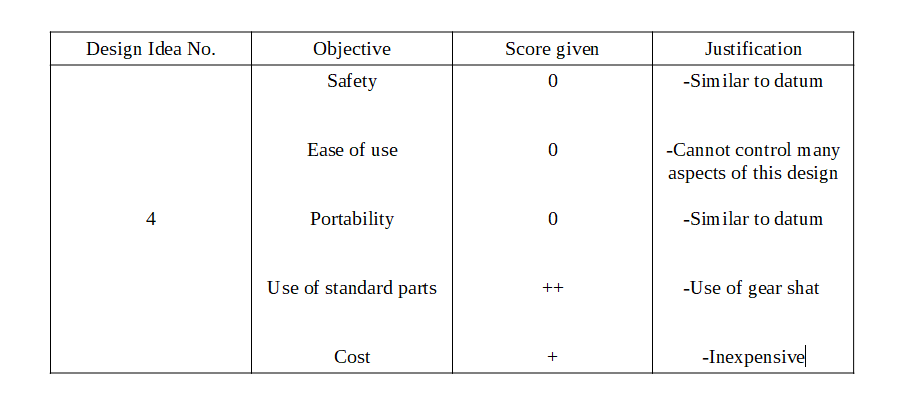 Design Idea No. Objective Score given Justification
Safety 0 -Similar to datum
Ease of use 0 -Cannot control many
aspects of this design
4 Portability 0 -Similar to datum
Use of standard parts ++ -Use of gear shat
Cost + -Inexpensive